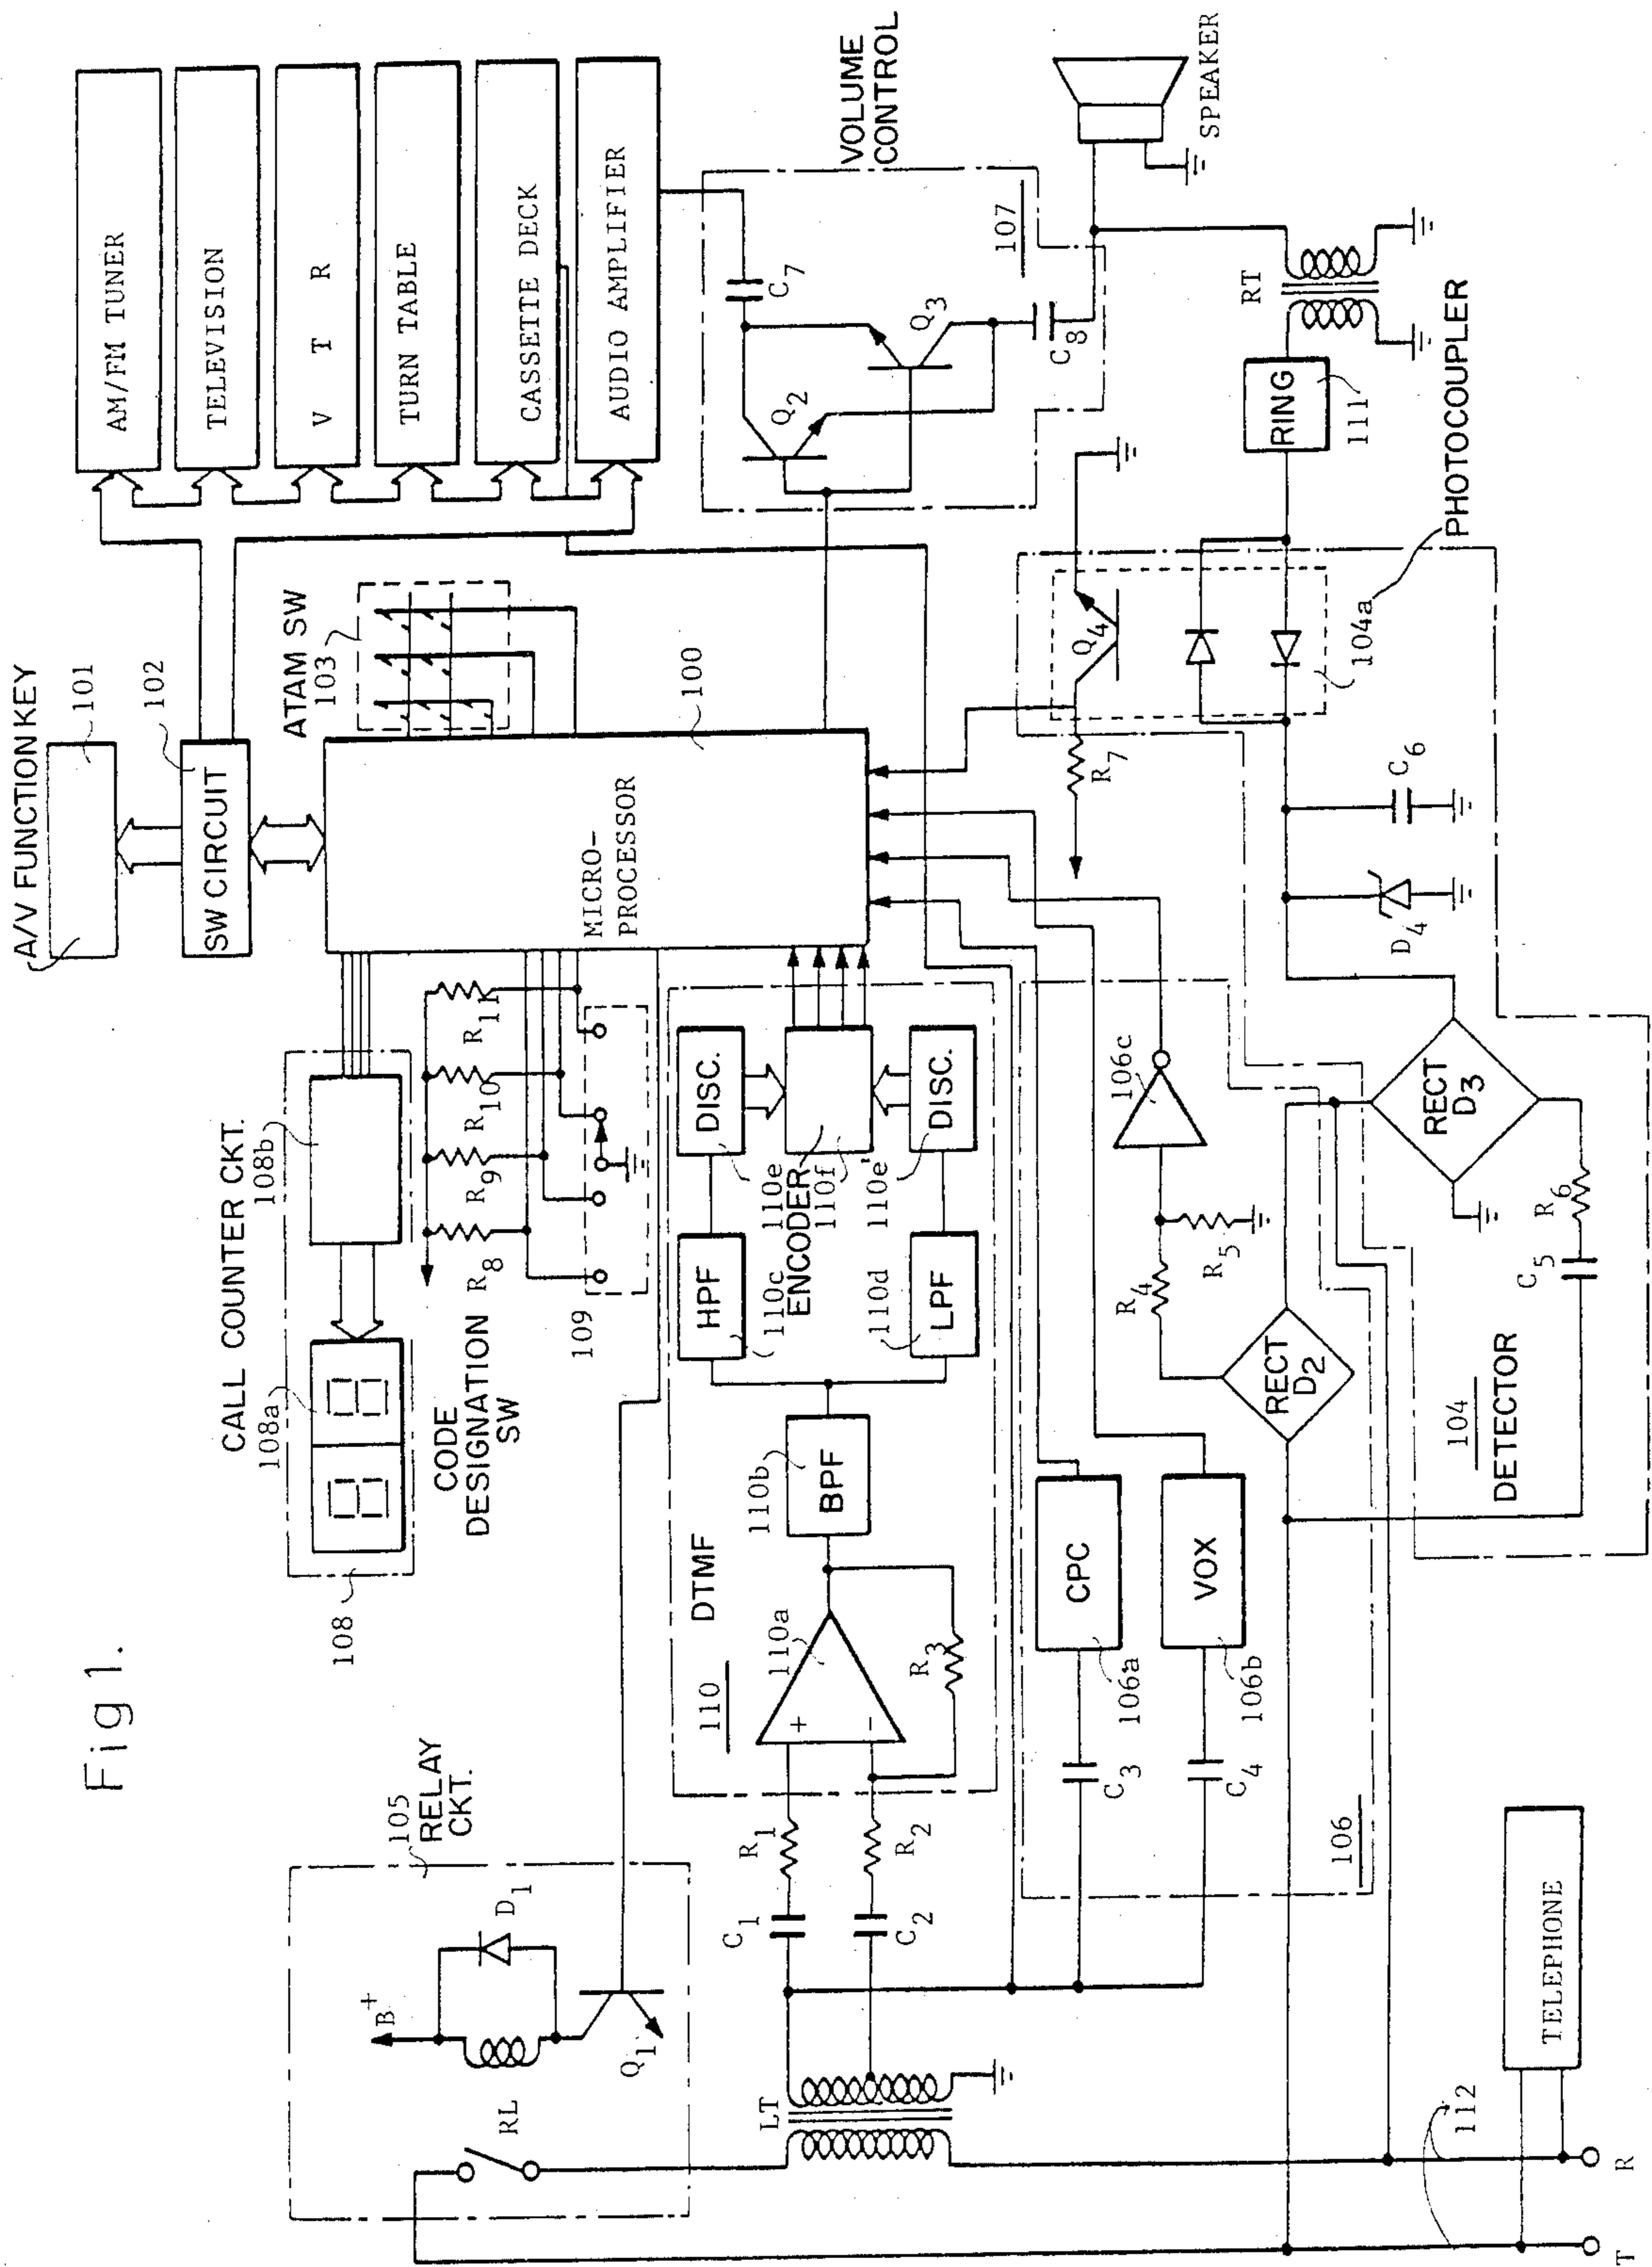 Fig 1.
A/V FUNCTION KEY
101
SW CIRCUIT
102
AM/FM TUNER
TELEVISION
V T R
TURN TABLE
CASSETTE DECK
AUDIO AMPLIFIER
ATAM SW
103
100
MICRO-
PROCESSOR
CALL COUNTER CKT.
108a
108b
108
CODE
DESIGNATION
SW
R8
R9
R10
R11
109
105
RELAY
CKT.
B+
D1
Q1
RL
LT
C1
R1
C2
R2
110
DTMF
110a
R3
110b
BPF
HPF
110c
LPF
110d
DISC.
110e
ENCODER
110f
DISC.
110e'
VOLUME
CONTROL
107
C7
Q2
Q3
C8
SPEAKER
RT
RING
111
PHOTOCOUPLER
104a
Q4
R7
C6
D4
106
C3
CPC
106a
C4
VOX
106b
106c
R4
R5
RECT
D2
RECT
D3
R6
C5
104
DETECTOR
TELEPHONE
112
T
R